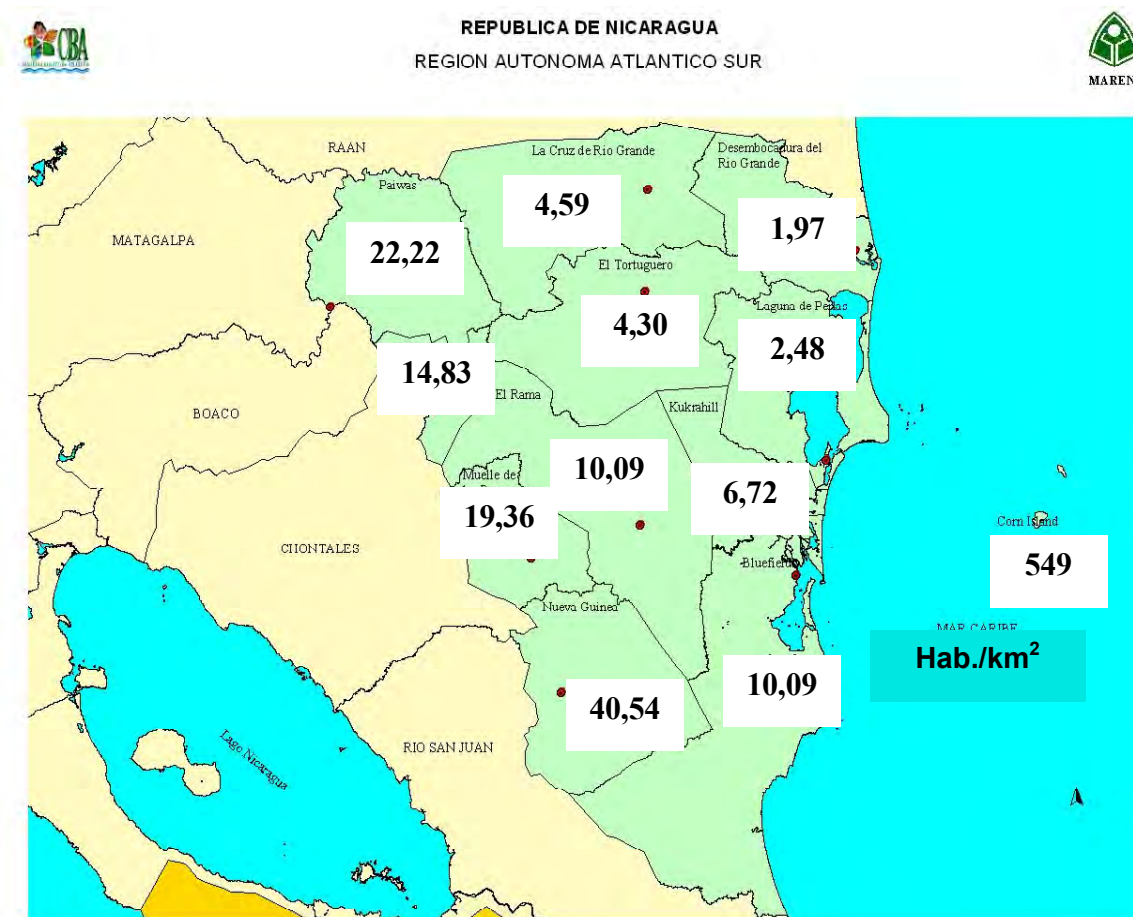 CBA
REPUBLICA DE NICARAGUA
REGION AUTONOMA ATLANTICO SUR
MARENA
RAAN
La Cruz de Rio Grande
Desembocadura del
Rio Grande
Paiwas
4,59
1,97
MATAGALPA
22,22
El Tortuguero
4,30
Laguna de Perlas
2,48
14,83
El Rama
BOACO
Kukrahill
10,09
Muelle de
6,72
19,36
Corn Island
549
CHONTALES
Bluefields
Nueva Guinea
MAR CARIBE
Hab./km²
10,09
40,54
RIO SAN JUAN
Lago Nicaragua